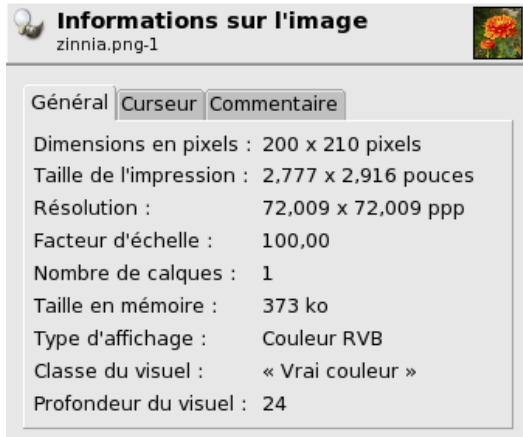 Informations sur l'image
zinnia.png-1
Général Curseur Commentaire
Dimensions en pixels : 200 x 210 pixels
Taille de l'impression : 2,777 x 2,916 pouces
Résolution : 72,009 x 72,009 ppp
Facteur d'échelle : 100,00
Nombre de calques : 1
Taille en mémoire : 373 ko
Type d'affichage : Couleur RVB
Classe du visuel : « Vrai couleur »
Profondeur du visuel : 24